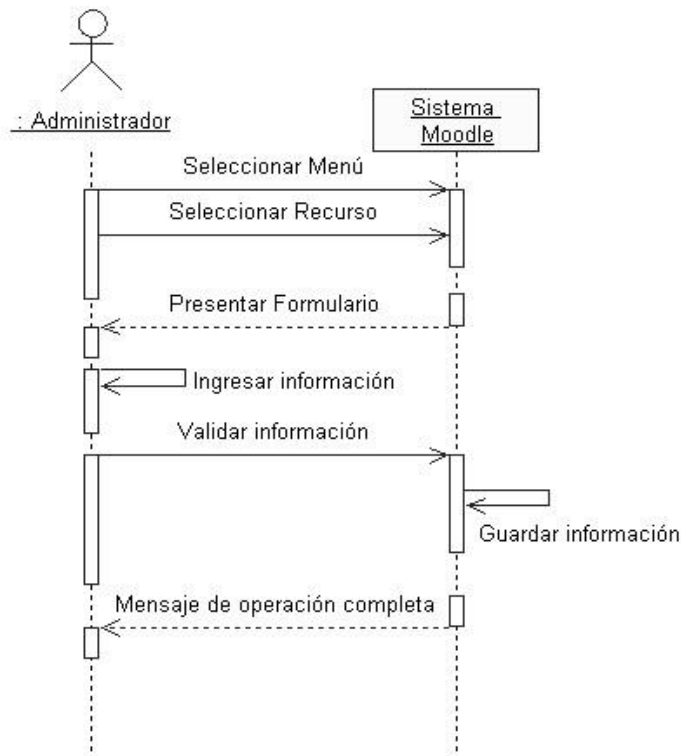 : Administrador
Sistema
Moodle
Seleccionar Menú
Seleccionar Recurso
Presentar Formulario
Ingresar información
Validar información
Guardar información
Mensaje de operación completa